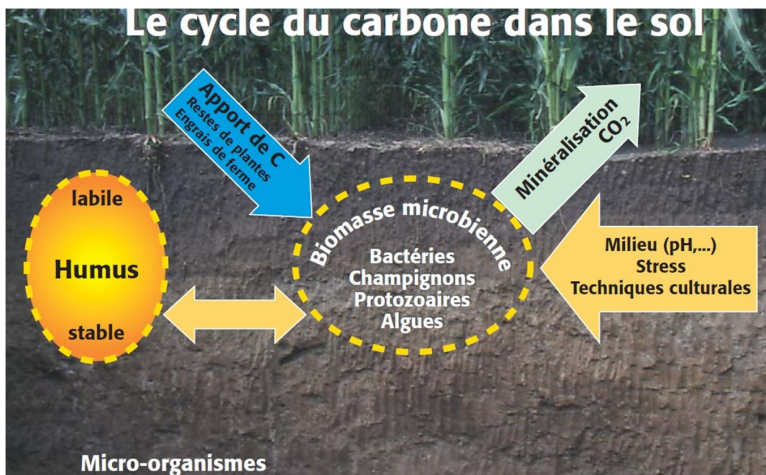 Le cycle du carbone dans le sol
Apport de C
Restes de plantes
Engrais de ferme
Minéralisation
CO₂
labile
Humus
stable
Biomasse microbienne
Bactéries
Champignons
Protozoaires
Algues
Milieu (pH,...)
Stress
Techniques culturales
Micro-organismes